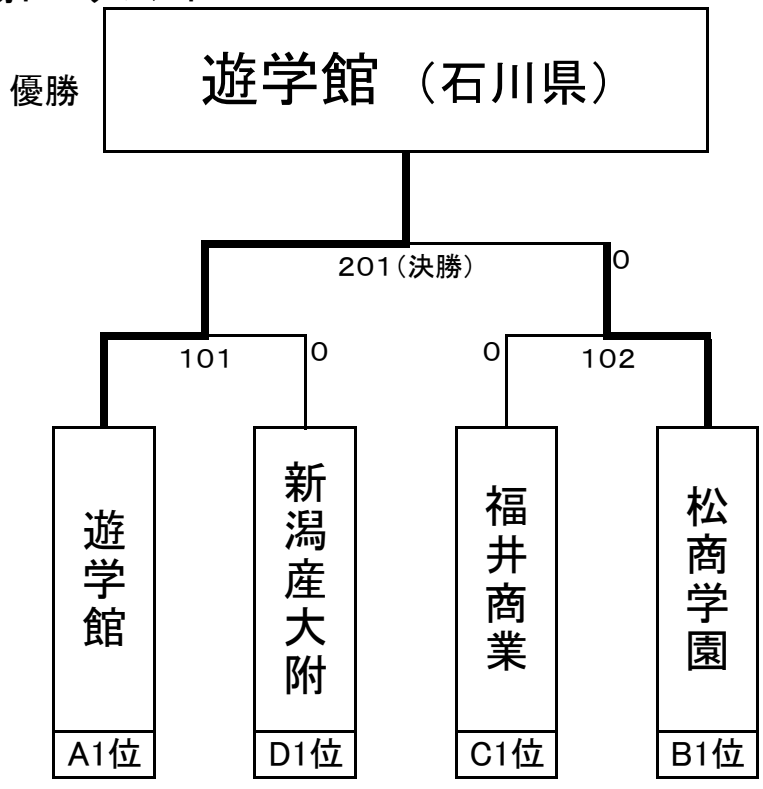 優勝
遊学館（石川県）
201（決勝）
0
101
0
0
102
遊学館
新潟産大附
福井商業
松商学園
A1位
D1位
C1位
B1位